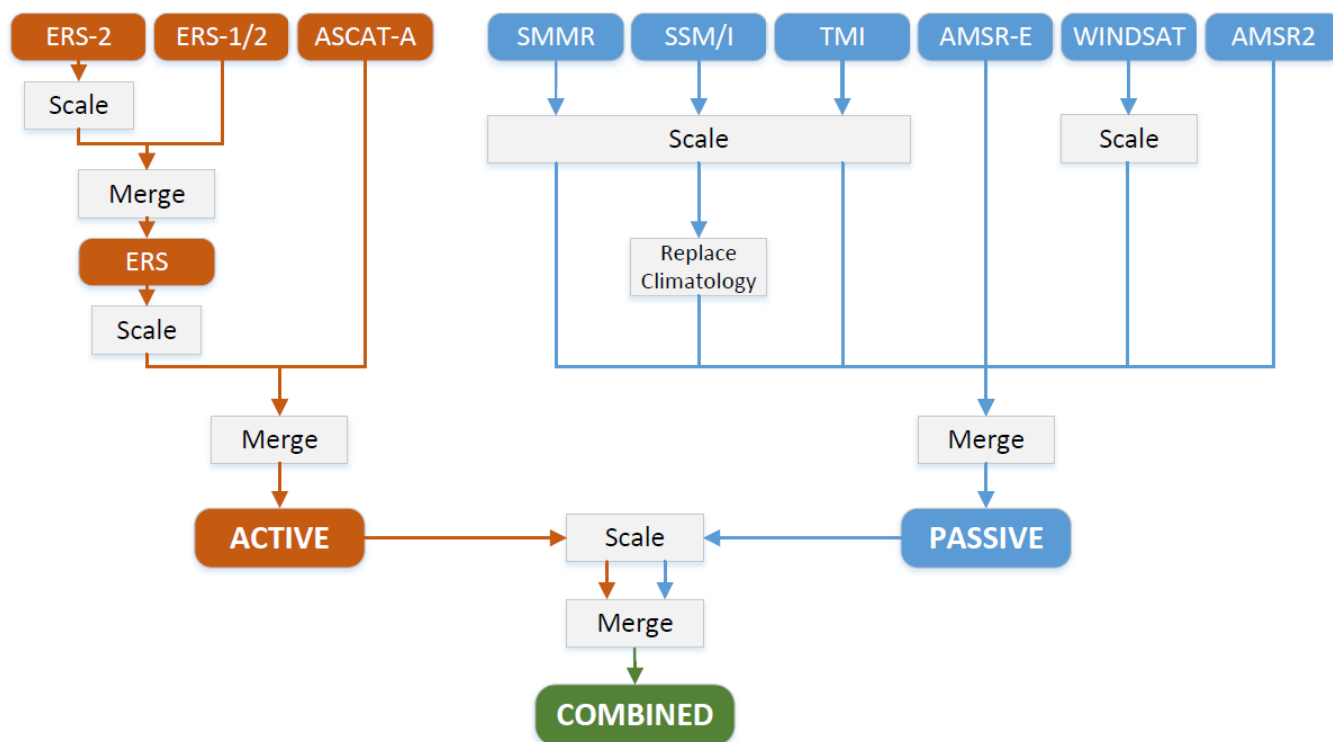 ERS-2 ERS-1/2 ASCAT-A SMMR SSM/I TMI AMSR-E WINDSAT AMSR2
Scale Scale Scale
Merge
ERS
Replace
Climatology
Scale
Merge Merge
ACTIVE Scale PASSIVE
Merge
COMBINED